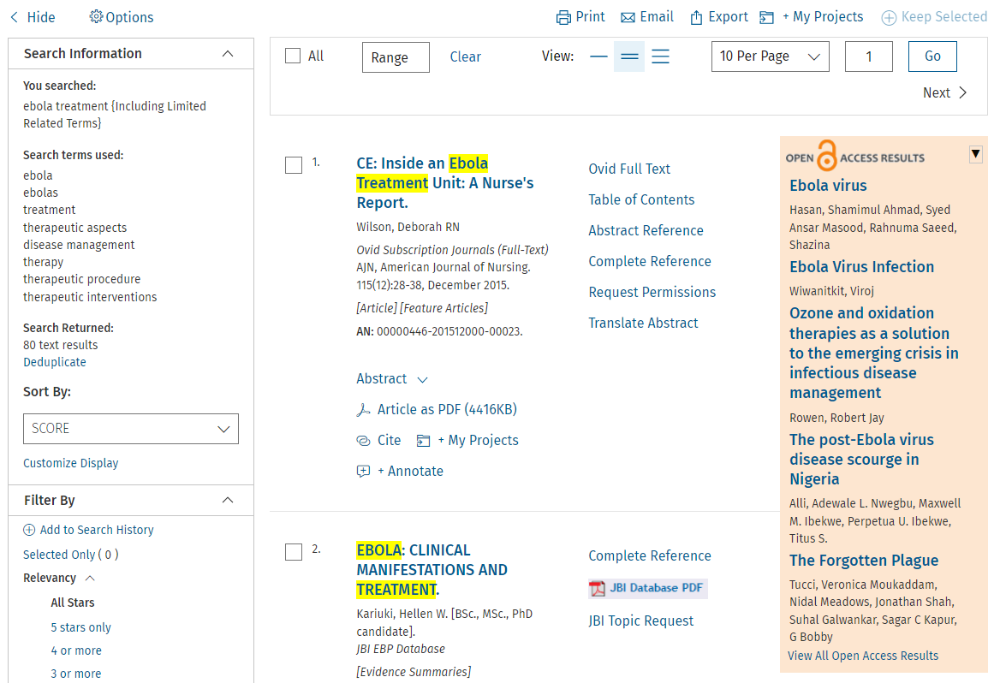 Hide
Options
Print
Email
Export
+ My Projects
Keep Selected
Search Information
You searched:
ebola treatment {Including Limited
Related Terms}
Search terms used:
ebola
ebolas
treatment
therapeutic aspects
disease management
therapy
therapeutic procedure
therapeutic interventions
Search Returned:
80 text results
Deduplicate
Sort By:
SCORE
Customize Display
Filter By
Add to Search History
Selected Only ( 0 )
Relevancy
All Stars
5 stars only
4 or more
3 or more
All
Range
Clear
View:
10 Per Page
1
Go
Next
1.
CE: Inside an Ebola
Treatment Unit: A Nurse's
Report.
Wilson, Deborah RN
Ovid Subscription Journals (Full-Text)
AJN, American Journal of Nursing.
115(12):28-38, December 2015.
[Article] [Feature Articles]
AN: 00000446-201512000-00023.
Abstract
Article as PDF (4416KB)
Cite
+ My Projects
+ Annotate
Ovid Full Text
Table of Contents
Abstract Reference
Complete Reference
Request Permissions
Translate Abstract
2.
EBOLA: CLINICAL
MANIFESTATIONS AND
TREATMENT.
Kariuki, Hellen W. [BSc., MSc., PhD
candidate].
JBI EBP Database
[Evidence Summaries]
Complete Reference
JBI Database PDF
JBI Topic Request
OPEN ACCESS RESULTS
Ebola virus
Hasan, Shamimul Ahmad, Syed
Ansar Masood, Rahnuma Saeed,
Shazina
Ebola Virus Infection
Wiwanitkit, Viroj
Ozone and oxidation
therapies as a solution
to the emerging crisis in
infectious disease
management
Rowen, Robert Jay
The post-Ebola virus
disease scourge in
Nigeria
Alli, Adewale L. Nwegbu, Maxwell
M. Ibekwe, Perpetua U. Ibekwe,
Titus S.
The Forgotten Plague
Tucci, Veronica Moukaddam,
Nidal Meadows, Jonathan Shah,
Suhal Galwankar, Sagar C Kapur,
G Bobby
View All Open Access Results